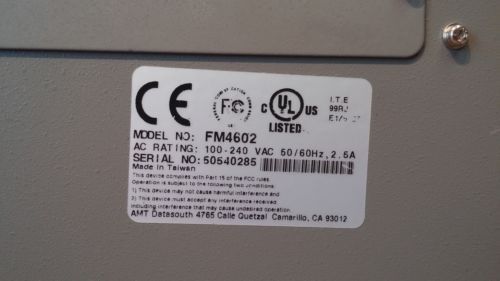 CE FC C UL US I.T.E
LISTED
MODEL NO: FM4602
AC RATING: 100-240 VAC 50/60Hz, 2.5A
SERIAL NO: 50540285
Made in Taiwan
This device complies with Part 15 of the FCC rules.
Operation is subject to the following two conditions:
1) This device may not cause harmful interference and
2) This device must accept any interference received
including interference that may cause undesired operation
AMT Datasouth 4765 Calle Quetzal Camarillo, CA 93012